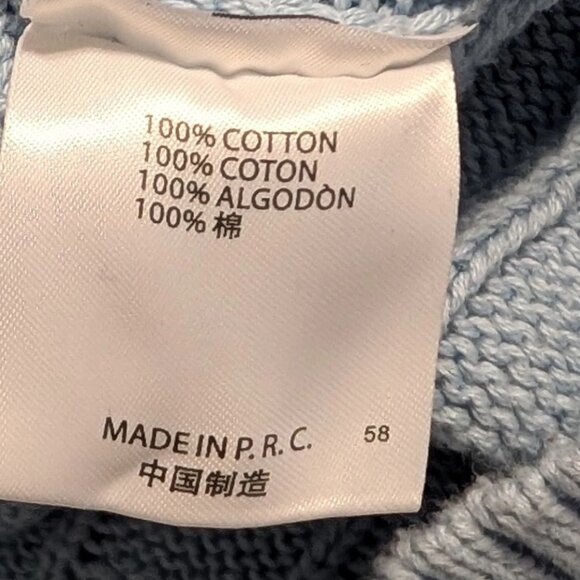 100% COTTON
100% COTON
100% ALGODÒN
100% 棉
MADE IN P. R. C. 58
中国制造